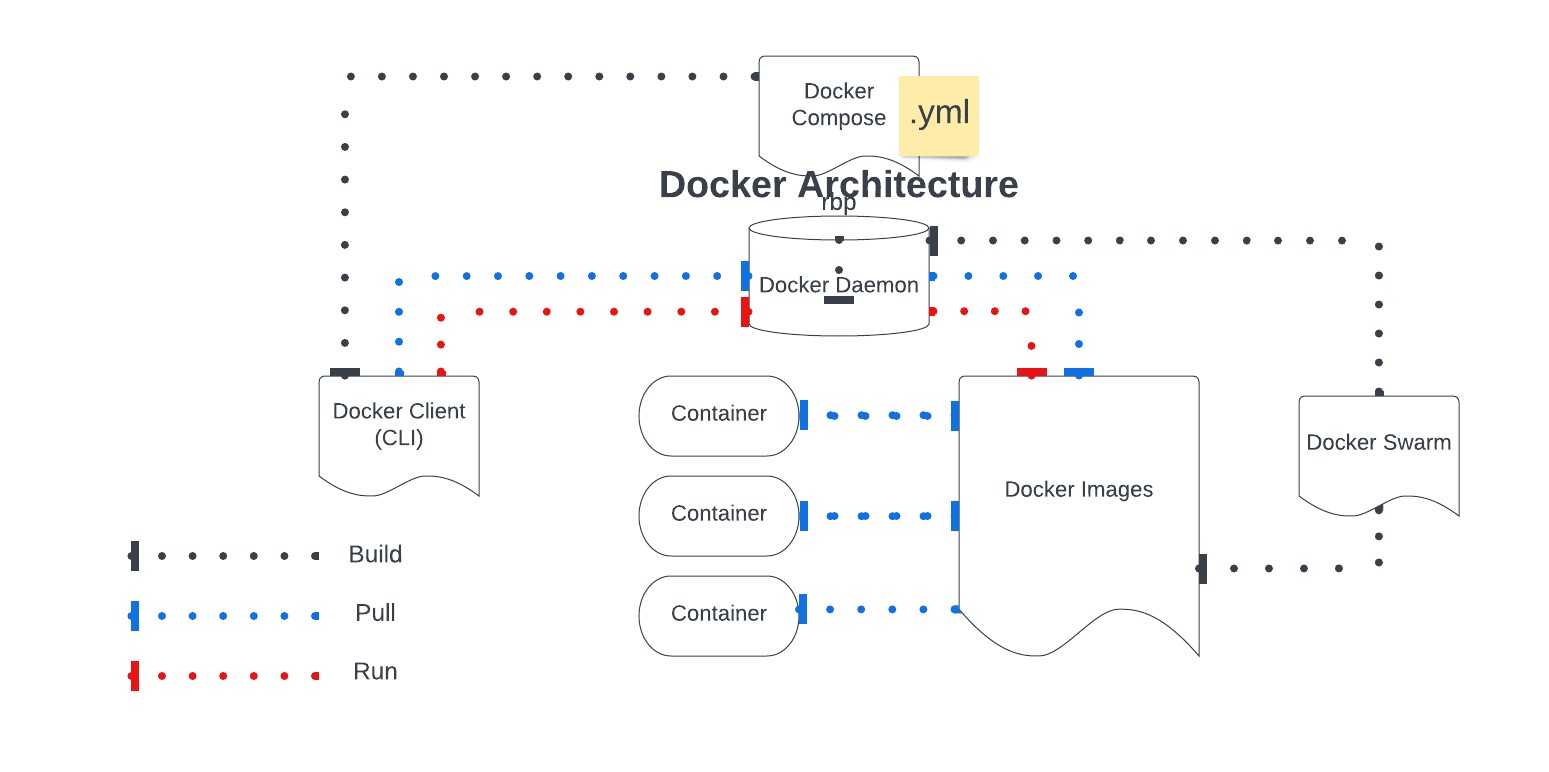 Docker
Compose
.yml
Docker Architecture
rbp
Docker Daemon
Docker Client
(CLI)
Container
Docker Swarm
Docker Images
Container
Build
Container
Pull
Run